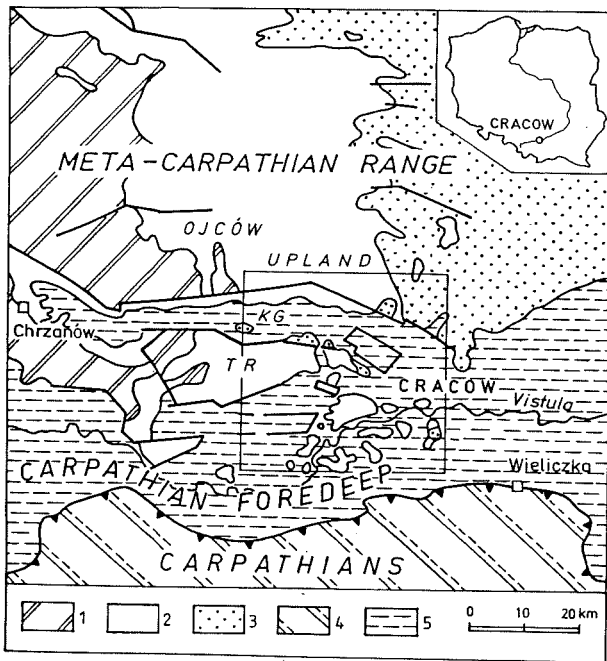 CRACOW
META-CARPATHIAN RANGE
OJCÓW
UPLAND
KG
Chrzanów
TR
CRACOW
Vistula
Wieliczka
CARPATHIAN FOREDEEP
CARPATHIANS
1 2 3 4 5 0 10 20 km